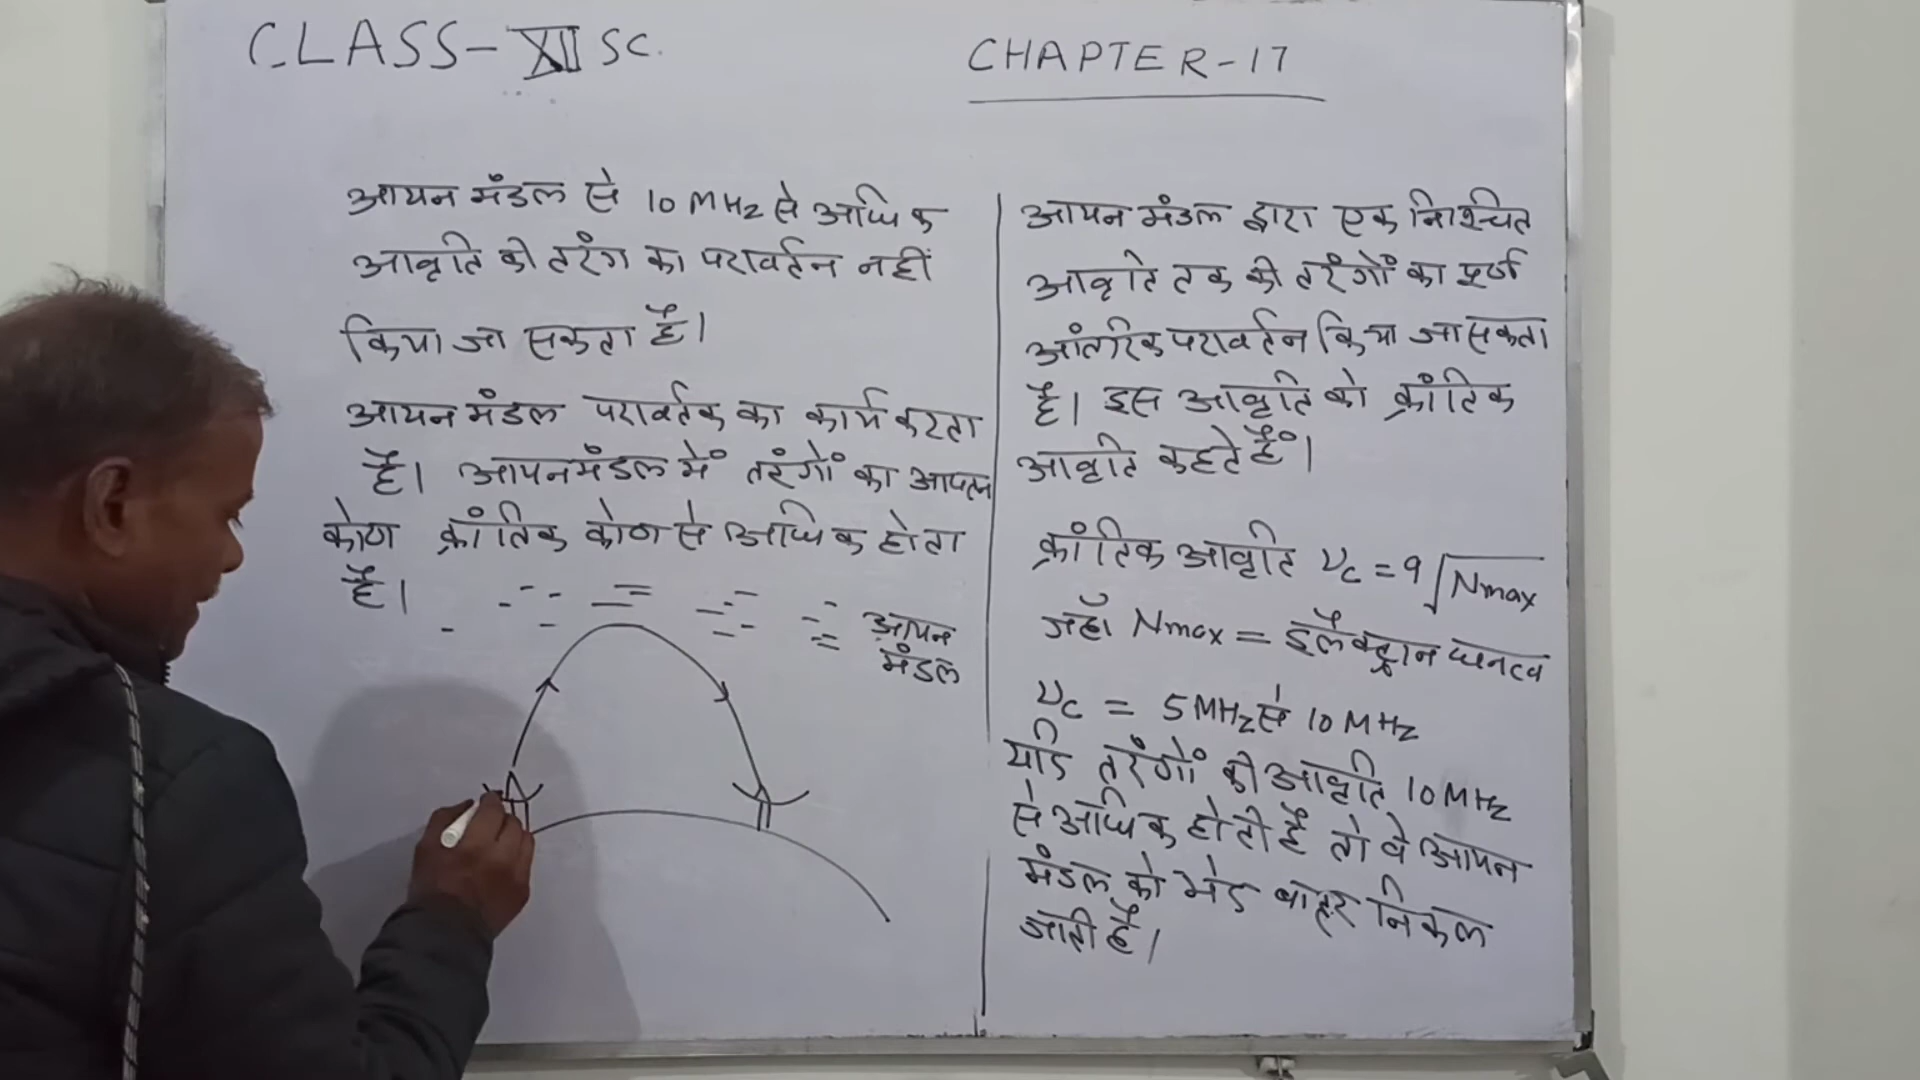 CLASS-XII SC.
CHAPTER-17
आयन मंडल से 10 MHz से अधिक
आवृति की तरंग का परावर्तन नहीं
किया जा सकता है।
आयन मंडल परावर्तक का कार्य करता
है। आयनमंडल में तरंगों का आपतन
कोण क्रांतिक कोण से अधिक होता
है।
आयन
मंडल
आयन मंडल द्वारा एक निश्चित
आवृति तक की तरंगों का पूर्ण
आंतरिक परावर्तन किया जा सकता
है। इस आवृति को क्रांतिक
आवृति कहते हैं।
क्रांतिक आवृति νc = 9√Nmax
जहाँ Nmax = इलैक्ट्रान घनत्व
νc = 5 MHz से 10 MHz
यदि तरंगों की आवृति 10 MHz
से अधिक होती है तो वे आयन
मंडल को भेद बाहर निकल
जाती है।